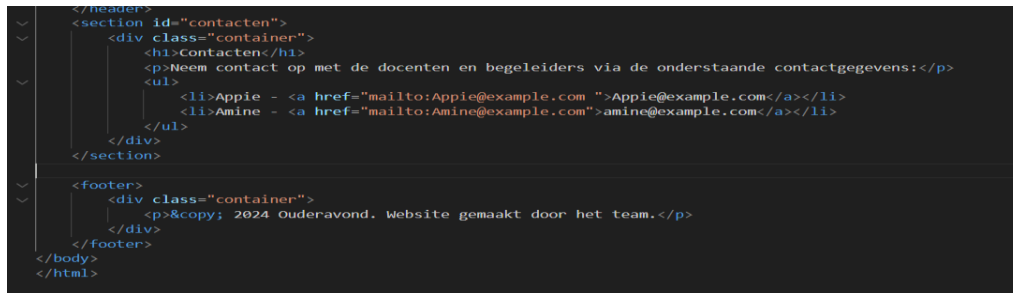 </header>
<section id="contacten">
<div class="container">
<h1>Contacten</h1>
<p>Neem contact op met de docenten en begeleiders via de onderstaande contactgegevens:</p>
<ul>
<li>Appie - <a href="mailto:Appie@example.com ">Appie@example.com</a></li>
<li>Amine - <a href="mailto:Amine@example.com">amine@example.com</a></li>
</ul>
</div>
</section>
<footer>
<div class="container">
<p>&copy; 2024 Ouderavond. Website gemaakt door het team.</p>
</div>
</footer>
</body>
</html>